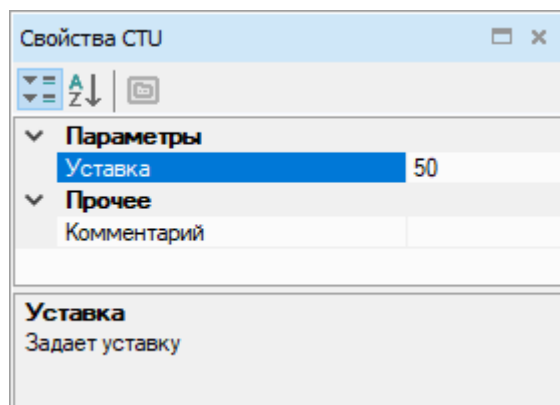 Свойства CTU
Параметры
Уставка 50
Прочее
Комментарий
Уставка
Задает уставку